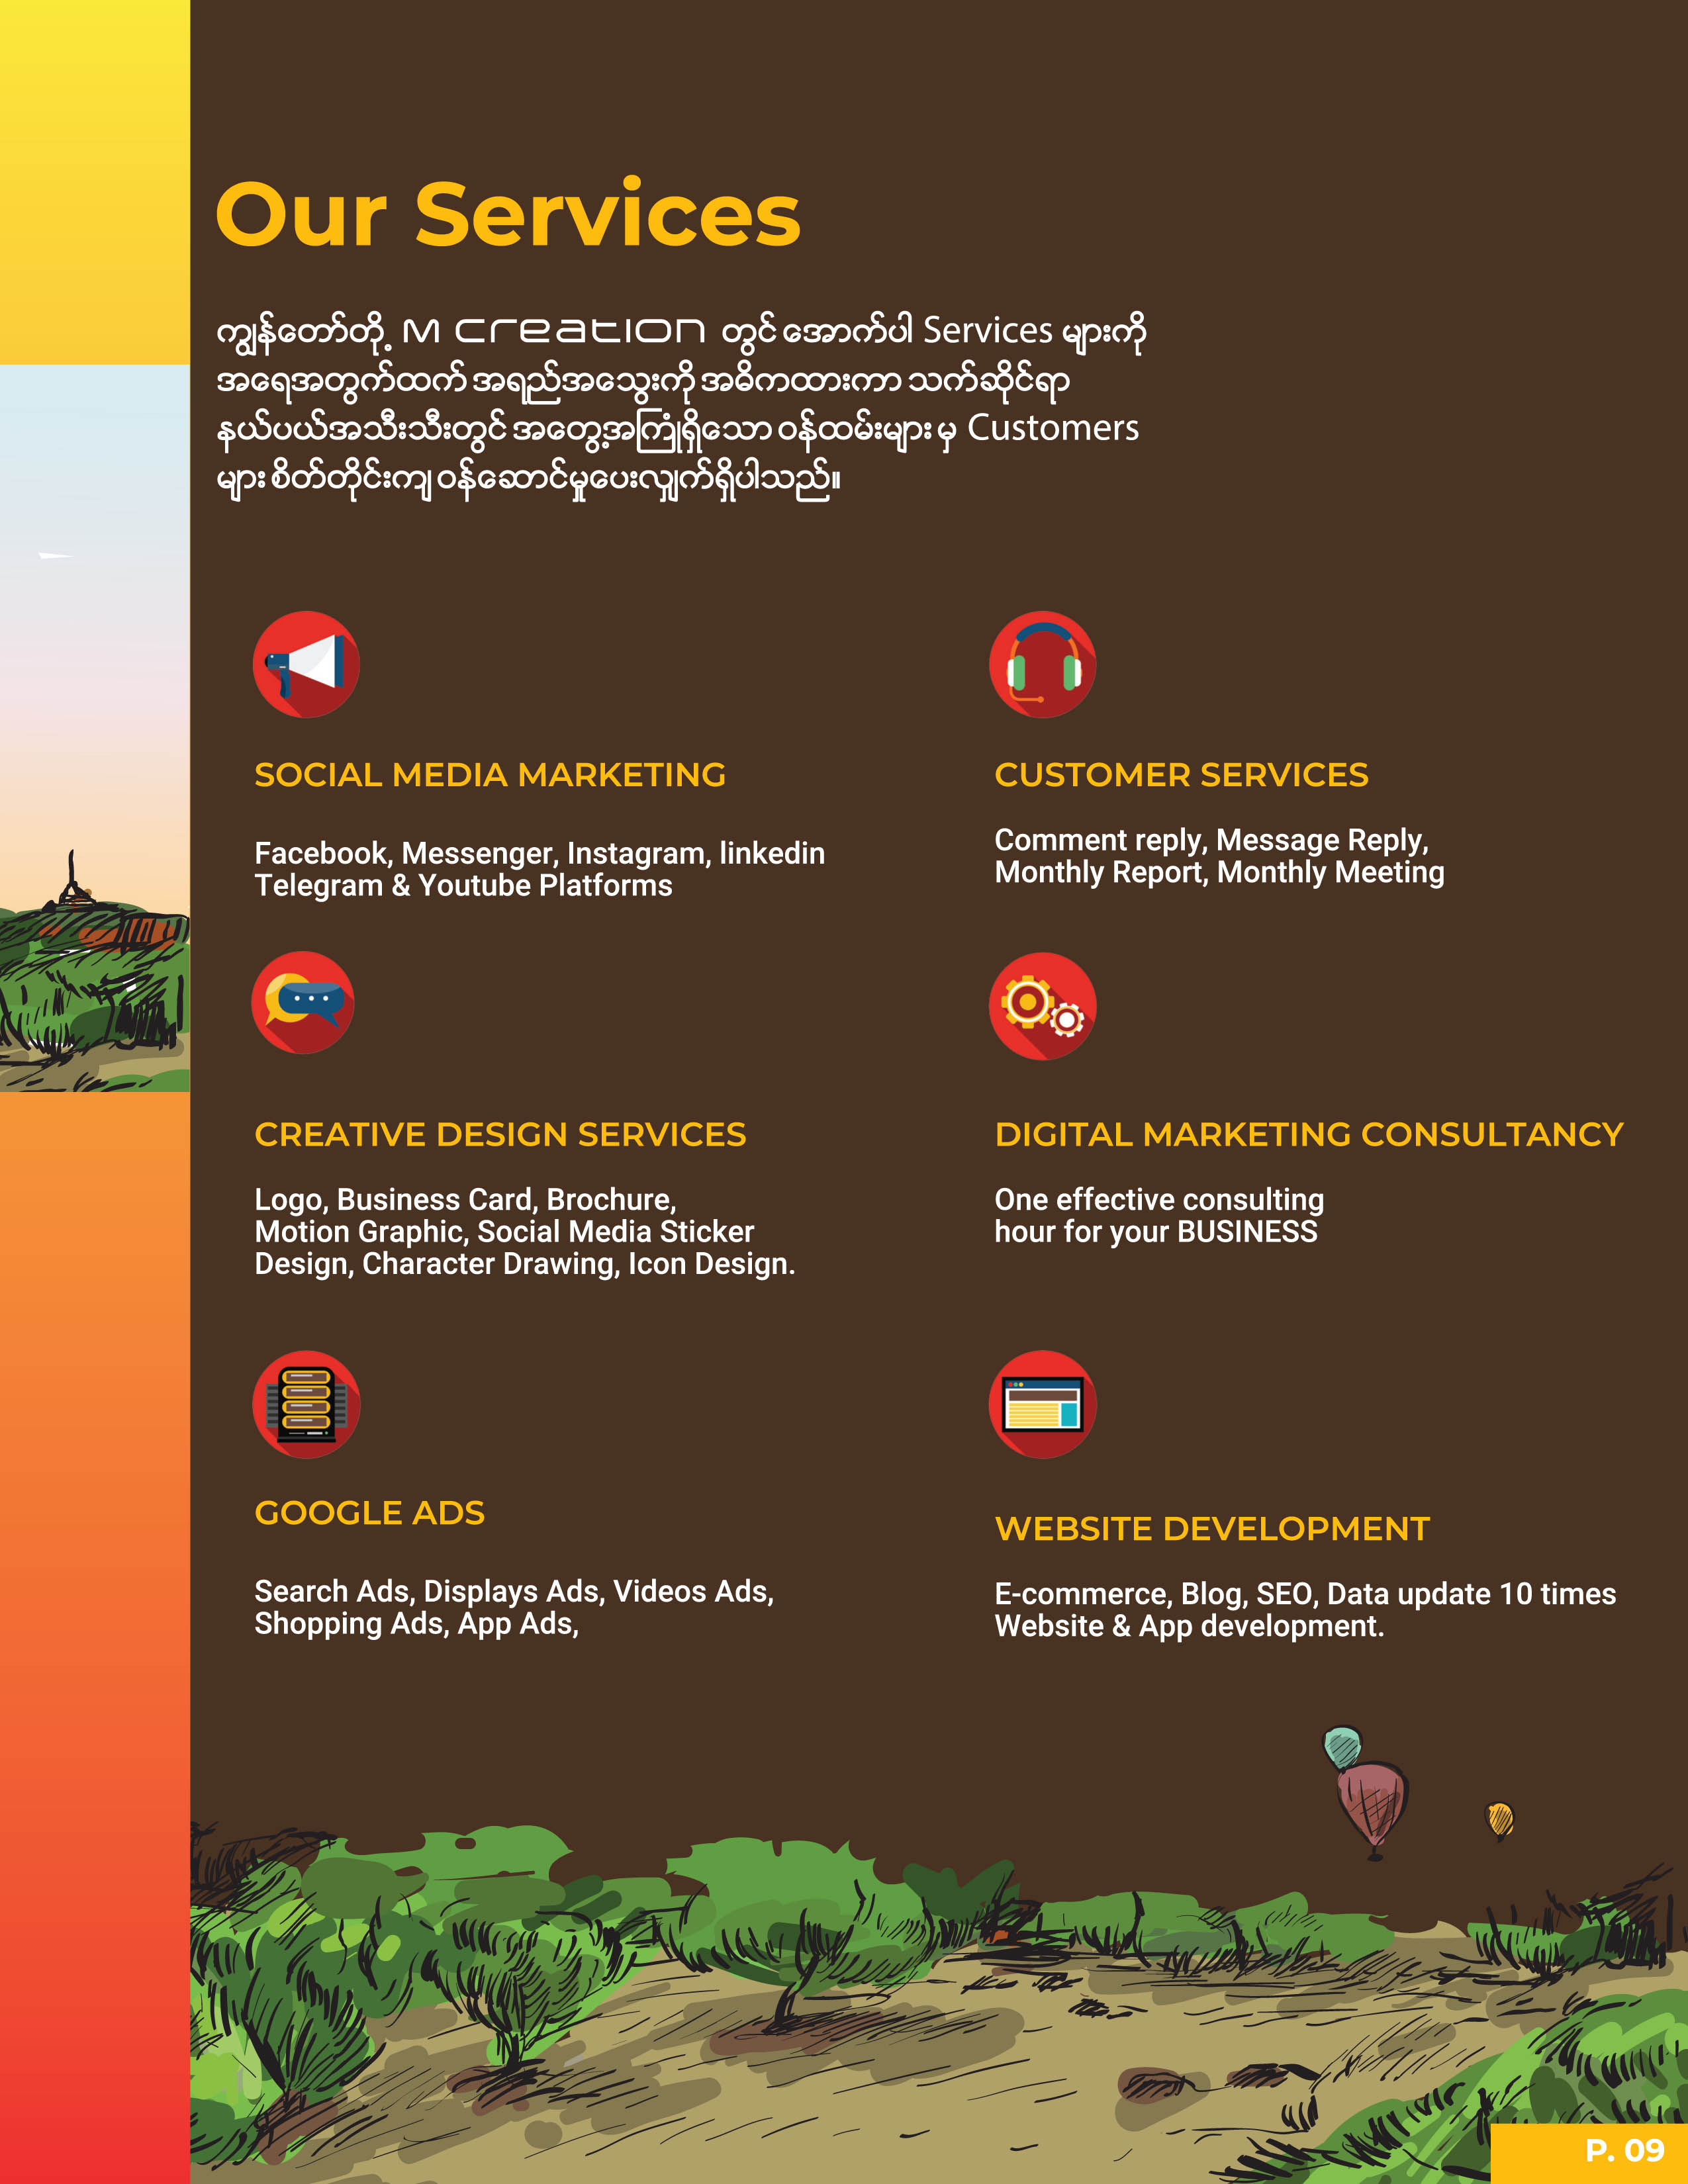 Our Services
ကျွန်တော်တို့ M creation တွင် အောက်ပါ Services များကို
အရေအတွက်ထက် အရည်အသွေးကို အဓိကထားကာ သက်ဆိုင်ရာ
နယ်ပယ်အသီးသီးတွင် အတွေ့အကြုံရှိသော ဝန်ထမ်းများ မှ Customers
များ စိတ်တိုင်းကျ ဝန်ဆောင်မှုပေးလျှက်ရှိပါသည်။
SOCIAL MEDIA MARKETING
Facebook, Messenger, Instagram, linkedin
Telegram & Youtube Platforms
CUSTOMER SERVICES
Comment reply, Message Reply,
Monthly Report, Monthly Meeting
CREATIVE DESIGN SERVICES
Logo, Business Card, Brochure,
Motion Graphic, Social Media Sticker
Design, Character Drawing, Icon Design.
DIGITAL MARKETING CONSULTANCY
One effective consulting
hour for your BUSINESS
GOOGLE ADS
Search Ads, Displays Ads, Videos Ads,
Shopping Ads, App Ads,
WEBSITE DEVELOPMENT
E-commerce, Blog, SEO, Data update 10 times
Website & App development.
P. 09